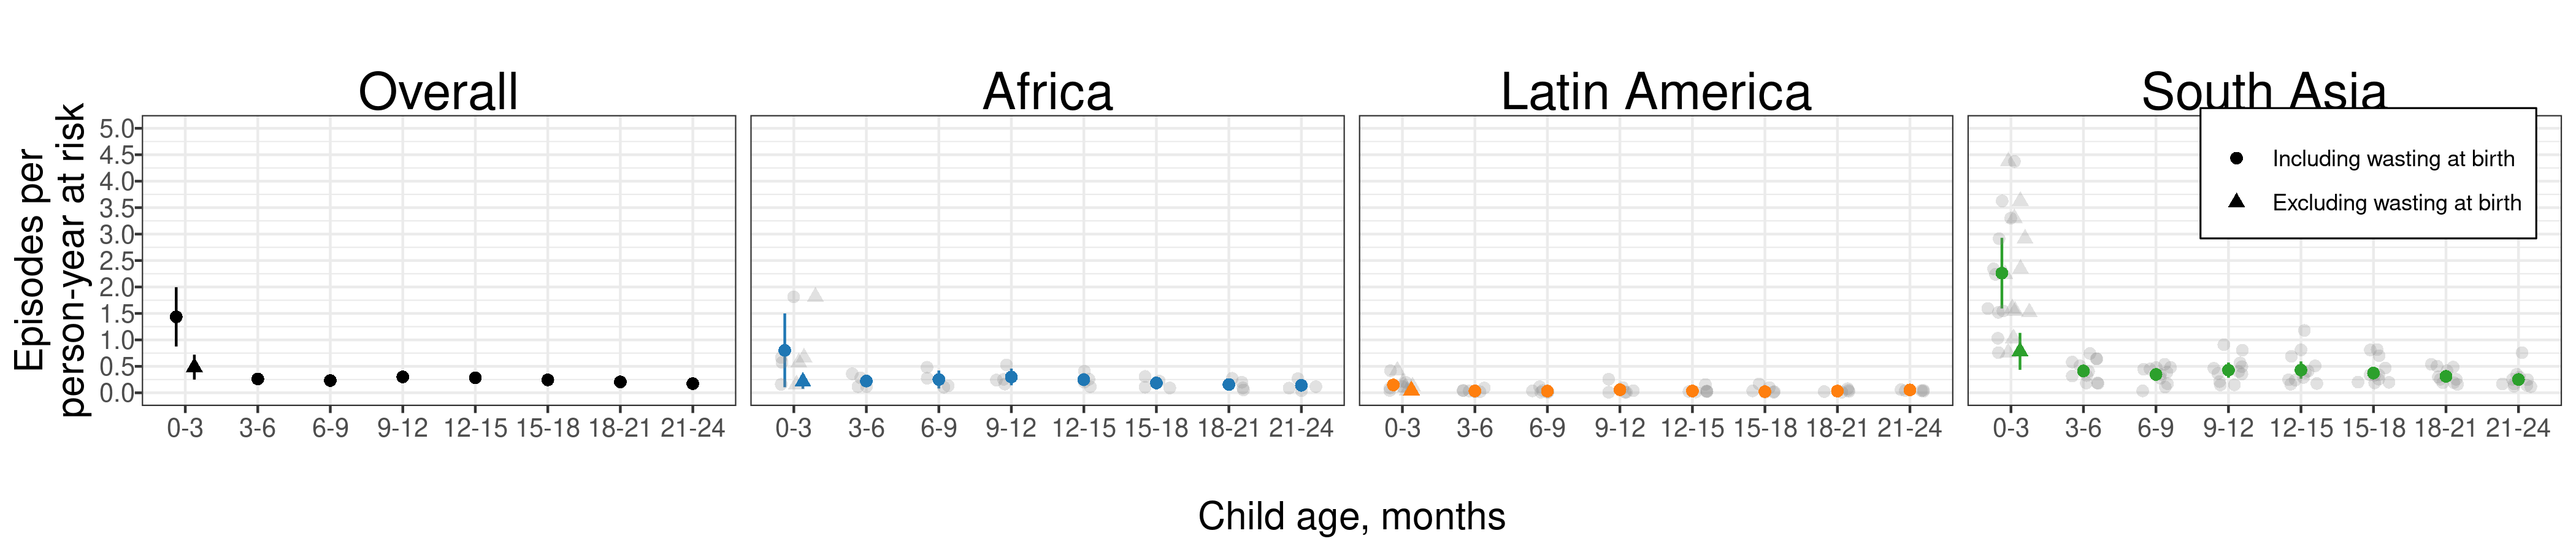 Overall
Africa
Latin America
South Asia
Episodes per
person-year at risk
5.0
4.5
4.0
3.5
3.0
2.5
2.0
1.5
1.0
0.5
0.0
Including wasting at birth
Excluding wasting at birth
0-3 3-6 6-9 9-12 12-15 15-18 18-21 21-24
0-3 3-6 6-9 9-12 12-15 15-18 18-21 21-24
0-3 3-6 6-9 9-12 12-15 15-18 18-21 21-24
0-3 3-6 6-9 9-12 12-15 15-18 18-21 21-24
Child age, months